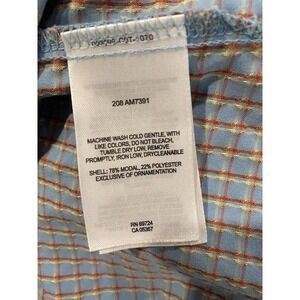 208 AM7391
MACHINE WASH COLD GENTLE, WITH
LIKE COLORS, DO NOT BLEACH,
TUMBLE DRY LOW, REMOVE
PROMPTLY, IRON LOW, DRYCLEANABLE
SHELL: 78% MODAL, 22% POLYESTER
EXCLUSIVE OF ORNAMENTATION
RN 69724
CA 05367